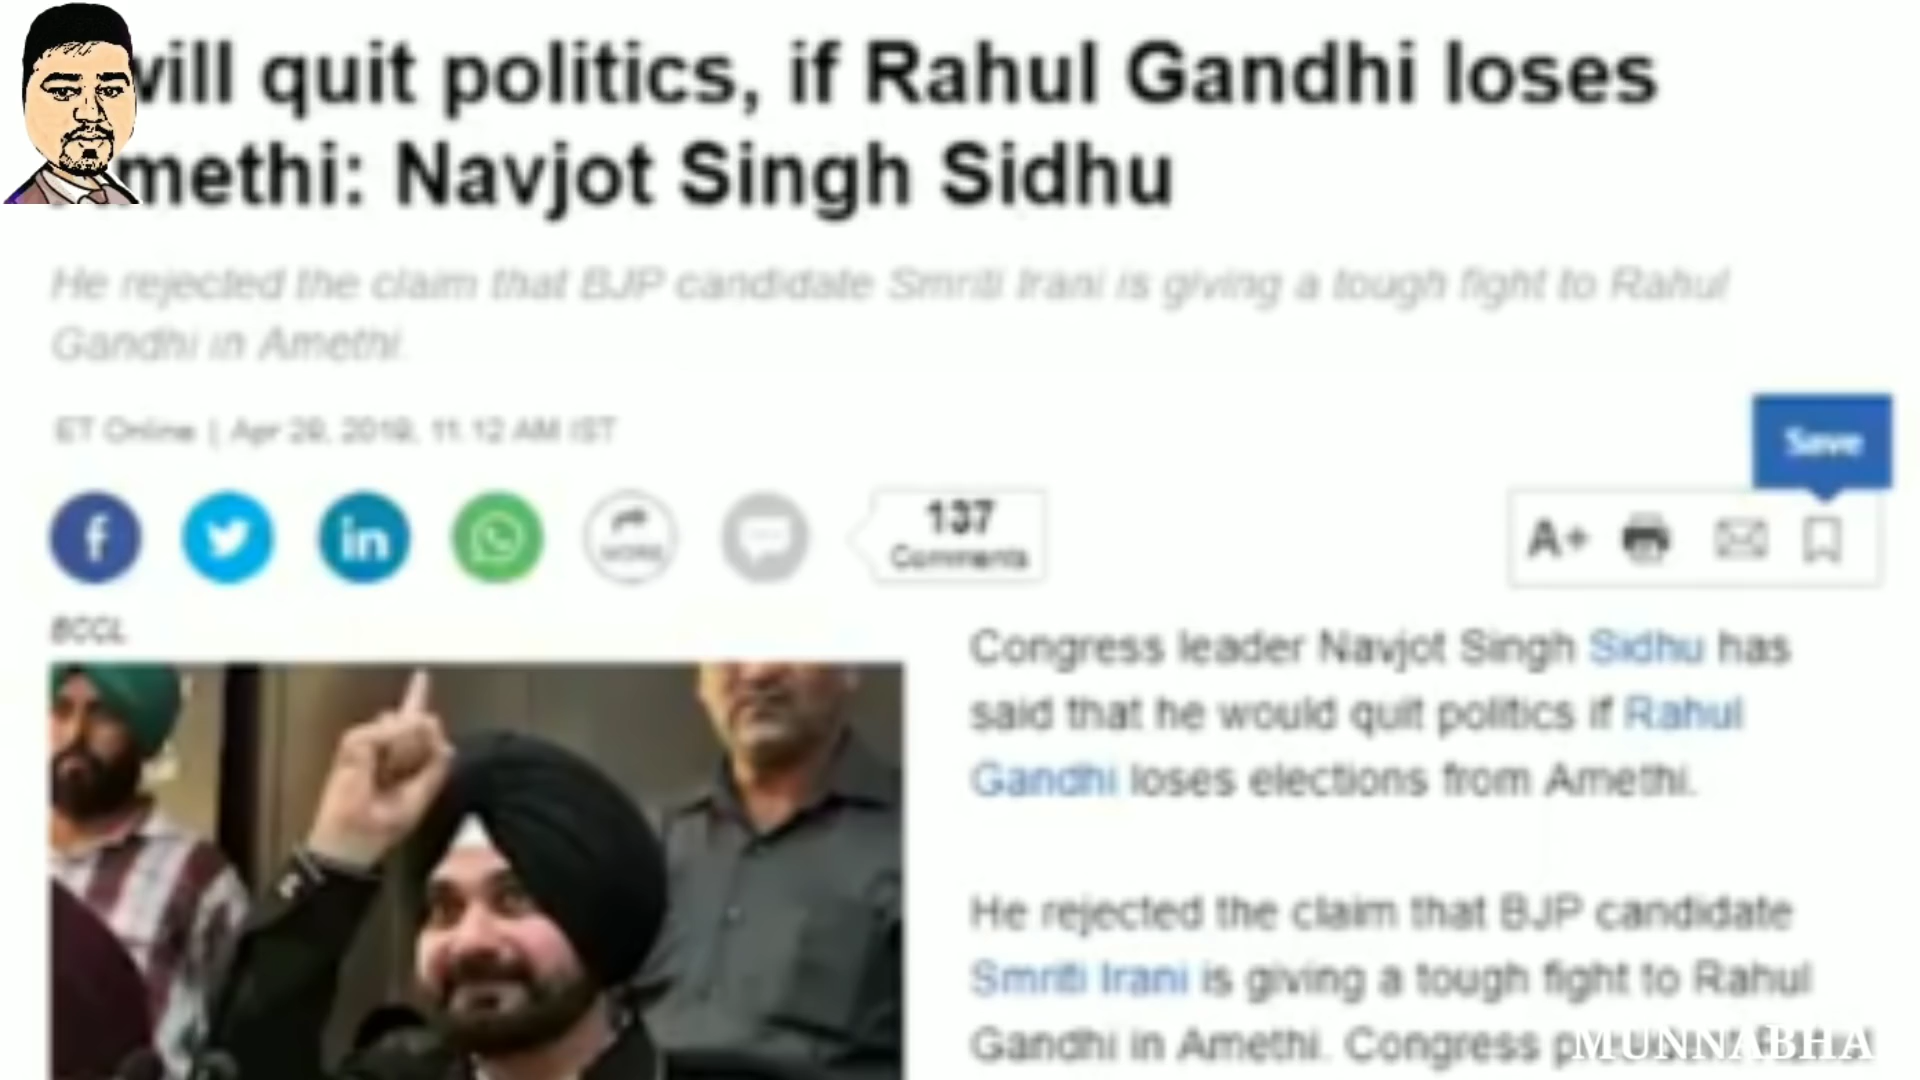 will quit politics, if Rahul Gandhi loses
Amethi: Navjot Singh Sidhu
He rejected the claim that BJP candidate Smriti Irani is giving a tough fight to Rahul
Gandhi in Amethi.
ET Online | Apr 29, 2019, 11.12 AM IST
Save
f
in
MORE
137
Comments
A+
BCCL
Congress leader Navjot Singh Sidhu has
said that he would quit politics if Rahul
Gandhi loses elections from Amethi.
He rejected the claim that BJP candidate
Smriti Irani is giving a tough fight to Rahul
Gandhi in Amethi. Congress
MUNNABHA